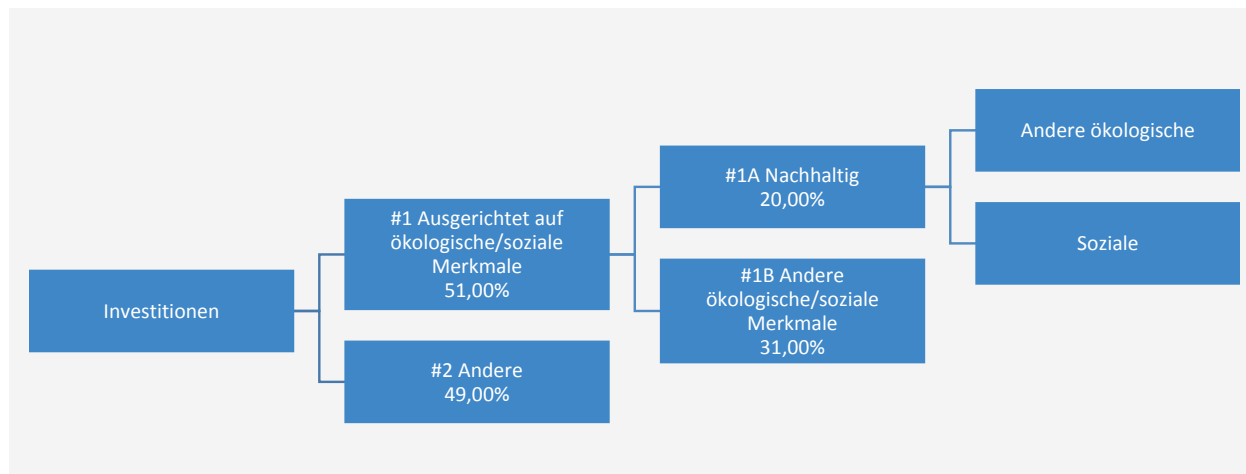 Investitionen
#1 Ausgerichtet auf
ökologische/soziale
Merkmale
51,00%
#2 Andere
49,00%
#1A Nachhaltig
20,00%
#1B Andere
ökologische/soziale
Merkmale
31,00%
Andere ökologische
Soziale